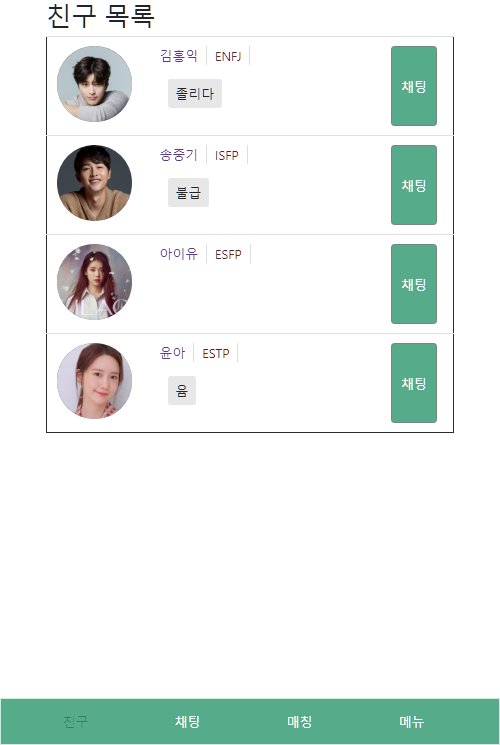 친구 목록
김홍익 ENFJ
졸리다
채팅
송중기 ISFP
불금
채팅
아이유 ESFP
채팅
윤아 ESTP
윰
채팅
친구 채팅 매칭 메뉴